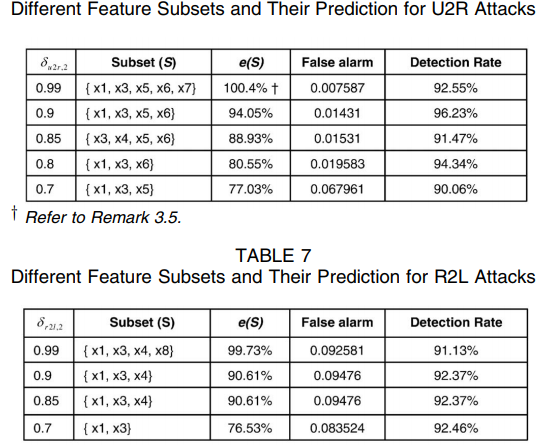 Different Feature Subsets and Their Prediction for U2R Attacks
δu2r,2 Subset (S) e(S) False alarm Detection Rate
0.99 { x1, x3, x5, x6, x7} 100.4% † 0.007587 92.55%
0.9 { x1, x3, x5, x6} 94.05% 0.01431 96.23%
0.85 {x3, x4, x5, x6} 88.93% 0.01531 91.47%
0.8 {x1, x3, x6} 80.55% 0.019583 94.34%
0.7 { x1, x3, x5} 77.03% 0.067961 90.06%
† Refer to Remark 3.5.
TABLE 7
Different Feature Subsets and Their Prediction for R2L Attacks
δr2l,2 Subset (S) e(S) False alarm Detection Rate
0.99 { x1, x3, x4, x8} 99.73% 0.092581 91.13%
0.9 { x1, x3, x4} 90.61% 0.09476 92.37%
0.85 { x1, x3, x4} 90.61% 0.09476 92.37%
0.7 { x1, x3} 76.53% 0.083524 92.46%